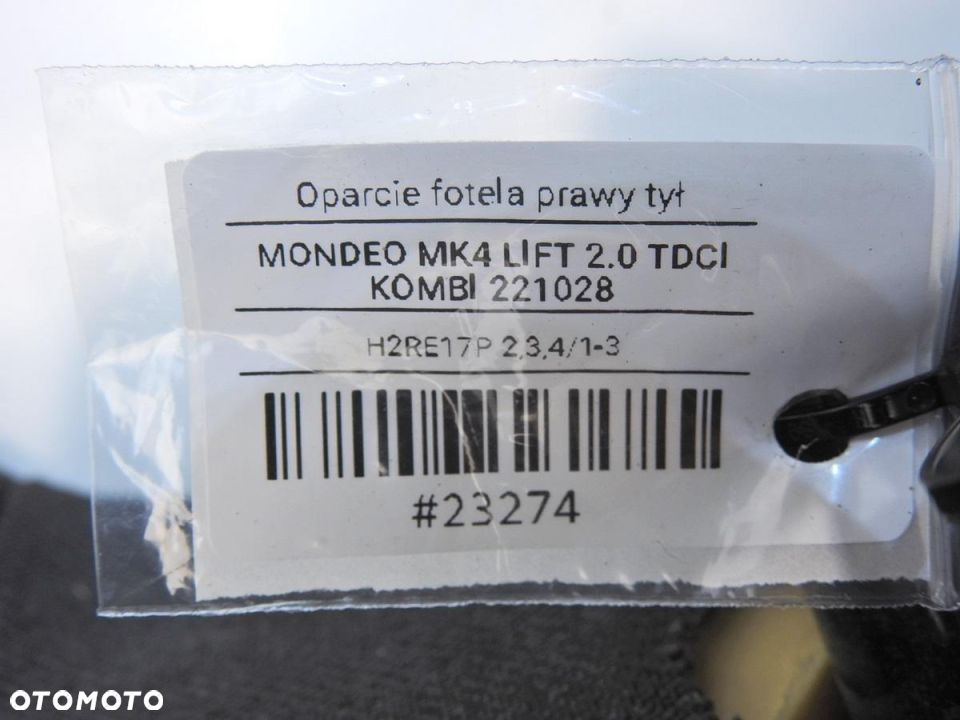 Oparcie fotela prawy tył
MONDEO MK4 LIFT 2.0 TDCI
KOMBI 221028
H2RE17P 2,3,4/1-3
#23274
OTOMOTO